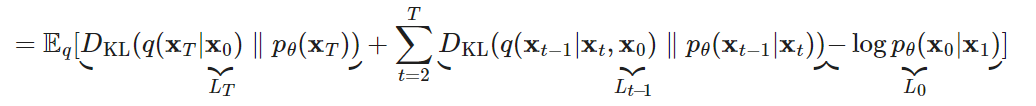 = 𝔼_q[D_KL(q(x_T|x_0) ∥ p_θ(x_T)) + ∑_{t=2}^{T} D_KL(q(x_{t−1}|x_t, x_0) ∥ p_θ(x_{t−1}|x_t)) − log p_θ(x_0|x_1)]
L_T L_{t−1} L_0